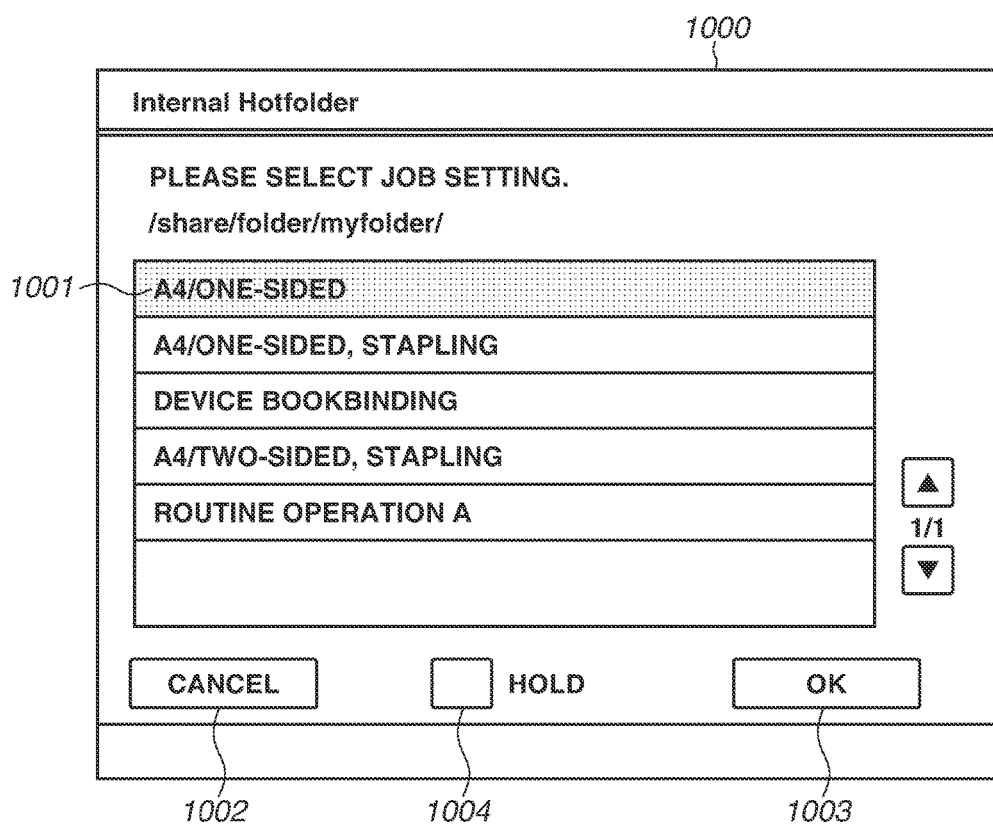 1000
Internal Hotfolder
PLEASE SELECT JOB SETTING.
/share/folder/myfolder/
1001
A4/ONE-SIDED
A4/ONE-SIDED, STAPLING
DEVICE BOOKBINDING
A4/TWO-SIDED, STAPLING
ROUTINE OPERATION A
▲
1/1
▼
CANCEL HOLD OK
1002 1004 1003